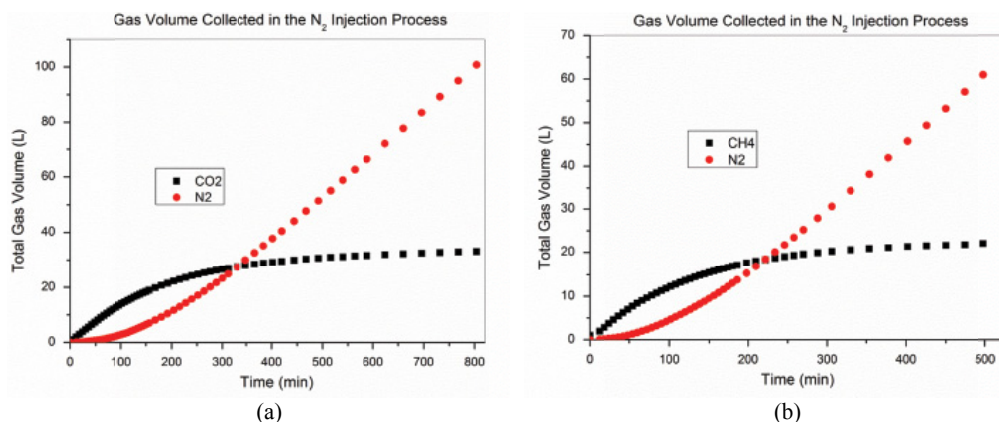 Gas Volume Collected in the N2 Injection Process
Total Gas Volume (L)
100
80
60
40
20
0
CO2
N2
0 100 200 300 400 500 600 700 800
Time (min)
(a)
Gas Volume Collected in the N2 Injection Process
Total Gas Volume (L)
70
60
50
40
30
20
10
0
CH4
N2
0 100 200 300 400 500
Time (min)
(b)